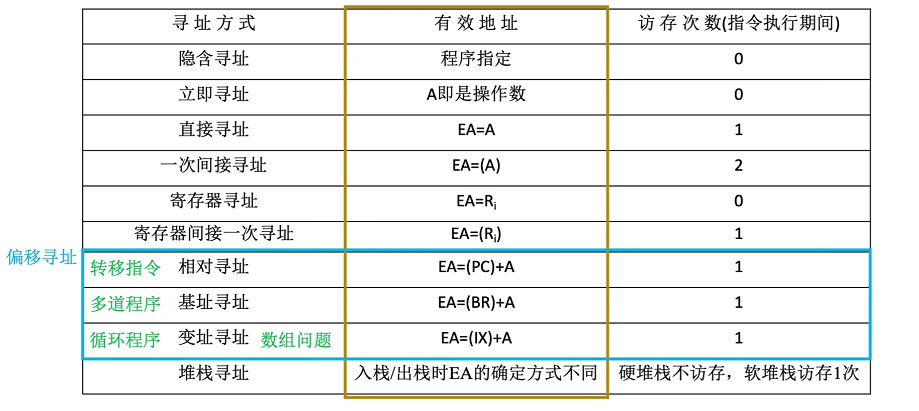 寻址方式 有效地址 访存次数(指令执行期间)
隐含寻址 程序指定 0
立即寻址 A即是操作数 0
直接寻址 EA=A 1
一次间接寻址 EA=(A) 2
寄存器寻址 EA=Ri 0
寄存器间接一次寻址 EA=(Ri) 1
偏移寻址
转移指令 相对寻址 EA=(PC)+A 1
多道程序 基址寻址 EA=(BR)+A 1
循环程序 变址寻址 数组问题 EA=(IX)+A 1
堆栈寻址 入栈/出栈时EA的确定方式不同 硬堆栈不访存，软堆栈访存1次